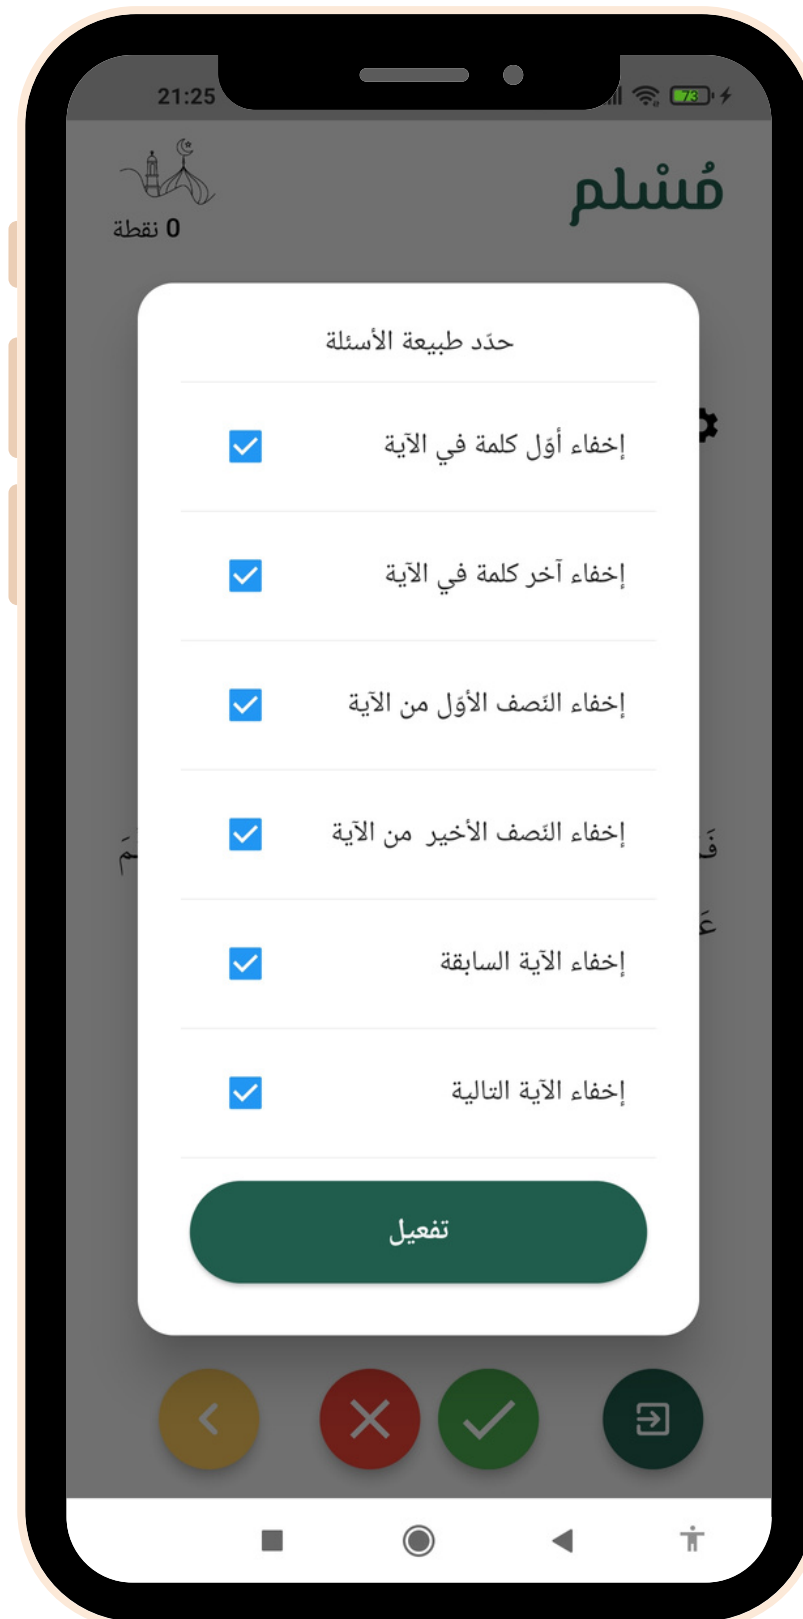 21:25
73
مُسْلم
0 نقطة
حدّد طبيعة الأسئلة
إخفاء أوّل كلمة في الآية
إخفاء آخر كلمة في الآية
إخفاء النّصف الأوّل من الآية
إخفاء النّصف الأخير من الآية
إخفاء الآية السابقة
إخفاء الآية التالية
تفعيل